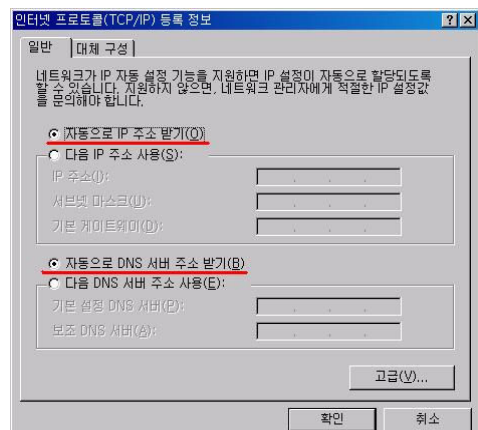 인터넷 프로토콜(TCP/IP) 등록 정보
일반
대체 구성
네트워크가 IP 자동 설정 기능을 지원하면 IP 설정이 자동으로 할당되도록
할 수 있습니다. 지원하지 않으면, 네트워크 관리자에게 적절한 IP 설정값
을 문의해야 합니다.
자동으로 IP 주소 받기(O)
다음 IP 주소 사용(S):
IP 주소(I):
서브넷 마스크(U):
기본 게이트웨이(D):
자동으로 DNS 서버 주소 받기(B)
다음 DNS 서버 주소 사용(E):
기본 설정 DNS 서버(P):
보조 DNS 서버(A):
고급(V)...
확인
취소